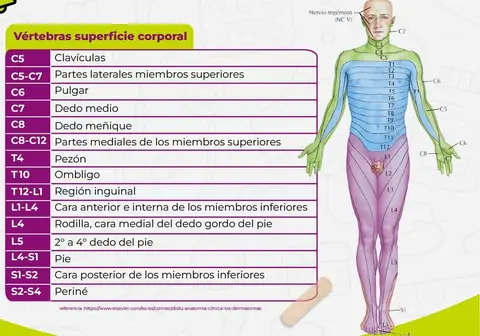 Vértebras superficie corporal
C5 Clavículas
C5-C7 Partes laterales miembros superiores
C6 Pulgar
C7 Dedo medio
C8 Dedo meñique
C8-C12 Partes mediales de los miembros superiores
T4 Pezón
T10 Ombligo
T12-L1 Región inguinal
L1-L4 Cara anterior e interna de los miembros inferiores
L4 Rodilla, cara medial del dedo gordo del pie
L5 2° a 4° dedo del pie
L4-S1 Pie
S1-S2 Cara posterior de los miembros inferiores
S2-S4 Periné
Nervio trigémino
(NC V)
C2
C5
T1
T2
T3
T4
T5
T6
T7
T8
T9
T10
T11
T12
L1
L2
L3
L4
L5
S1
C6
T1
C8
C7
C6